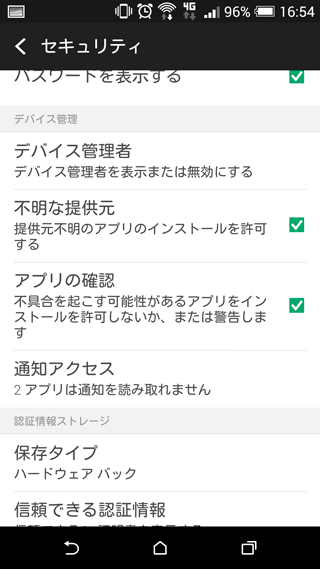 4G 96% 16:54
セキュリティ
パスワードを表示する
デバイス管理
デバイス管理者
デバイス管理者を表示または無効にする
不明な提供元
提供元不明のアプリのインストールを許可
する
アプリの確認
不具合を起こす可能性があるアプリをイン
ストールを許可しないか、または警告しま
す
通知アクセス
2 アプリは通知を読み取れません
認証情報ストレージ
保存タイプ
ハードウェア バック
信頼できる認証情報